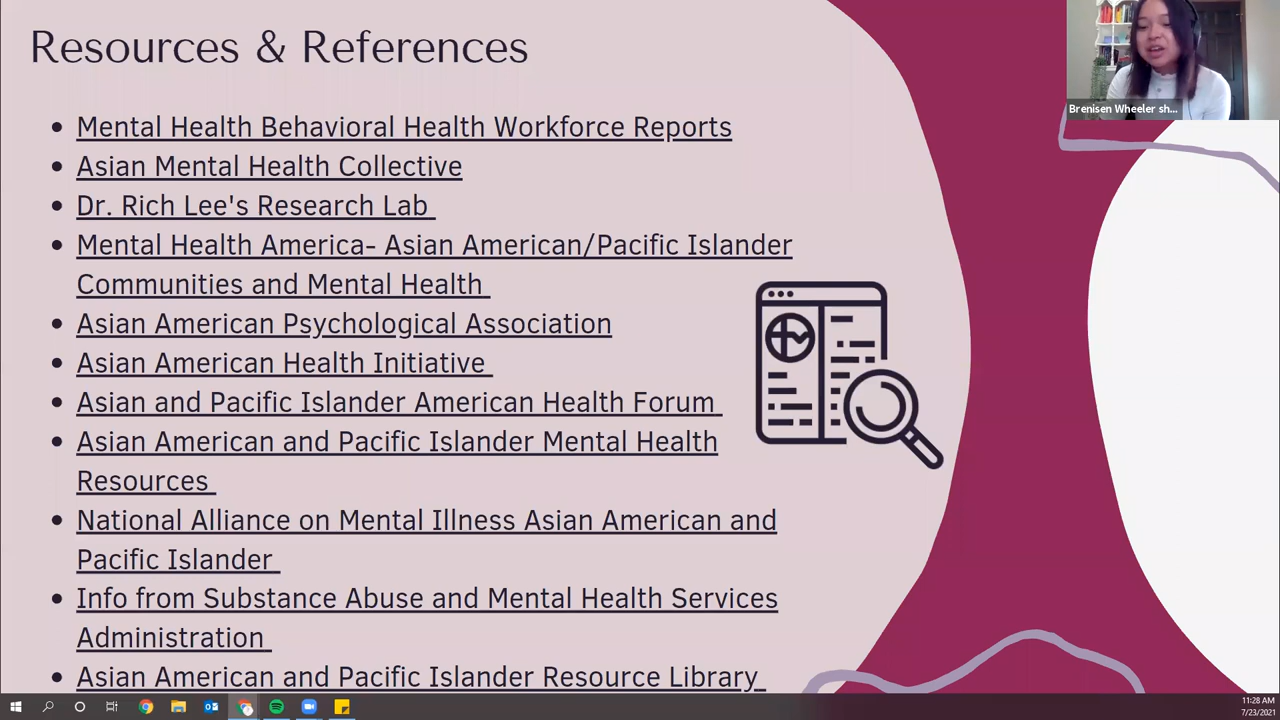 Resources & References
Mental Health Behavioral Health Workforce Reports
Asian Mental Health Collective
Dr. Rich Lee's Research Lab
Mental Health America- Asian American/Pacific Islander
Communities and Mental Health
Asian American Psychological Association
Asian American Health Initiative
Asian and Pacific Islander American Health Forum
Asian American and Pacific Islander Mental Health
Resources
National Alliance on Mental Illness Asian American and
Pacific Islander
Info from Substance Abuse and Mental Health Services
Administration
Asian American and Pacific Islander Resource Library
Brenisen Wheeler sh...
11:28 AM
7/23/2021